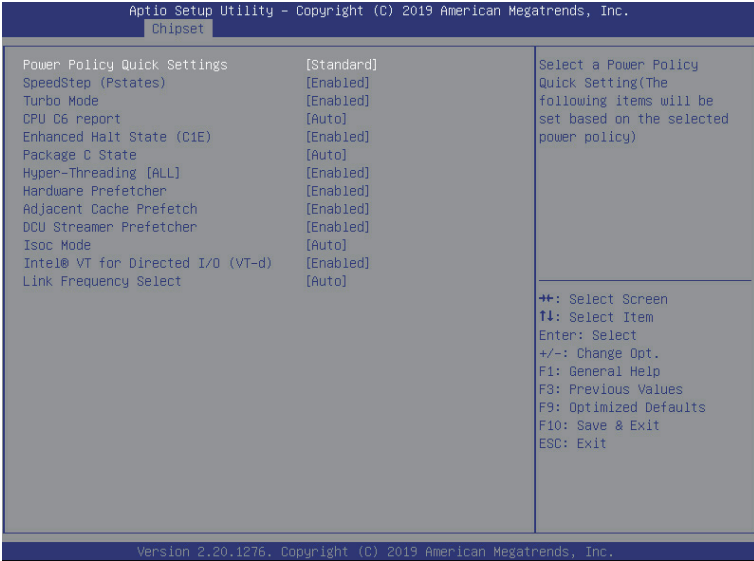 Aptio Setup Utility – Copyright (C) 2019 American Megatrends, Inc.
Chipset
Power Policy Quick Settings [Standard]
SpeedStep (Pstates) [Enabled]
Turbo Mode [Enabled]
CPU C6 report [Auto]
Enhanced Halt State (C1E) [Enabled]
Package C State [Auto]
Hyper-Threading [ALL] [Enabled]
Hardware Prefetcher [Enabled]
Adjacent Cache Prefetch [Enabled]
DCU Streamer Prefetcher [Enabled]
Isoc Mode [Auto]
Intel® VT for Directed I/O (VT-d) [Enabled]
Link Frequency Select [Auto]
Select a Power Policy
Quick Setting(The
following items will be
set based on the selected
power policy)
→←: Select Screen
↑↓: Select Item
Enter: Select
+/-: Change Opt.
F1: General Help
F3: Previous Values
F9: Optimized Defaults
F10: Save & Exit
ESC: Exit
Version 2.20.1276. Copyright (C) 2019 American Megatrends, Inc.